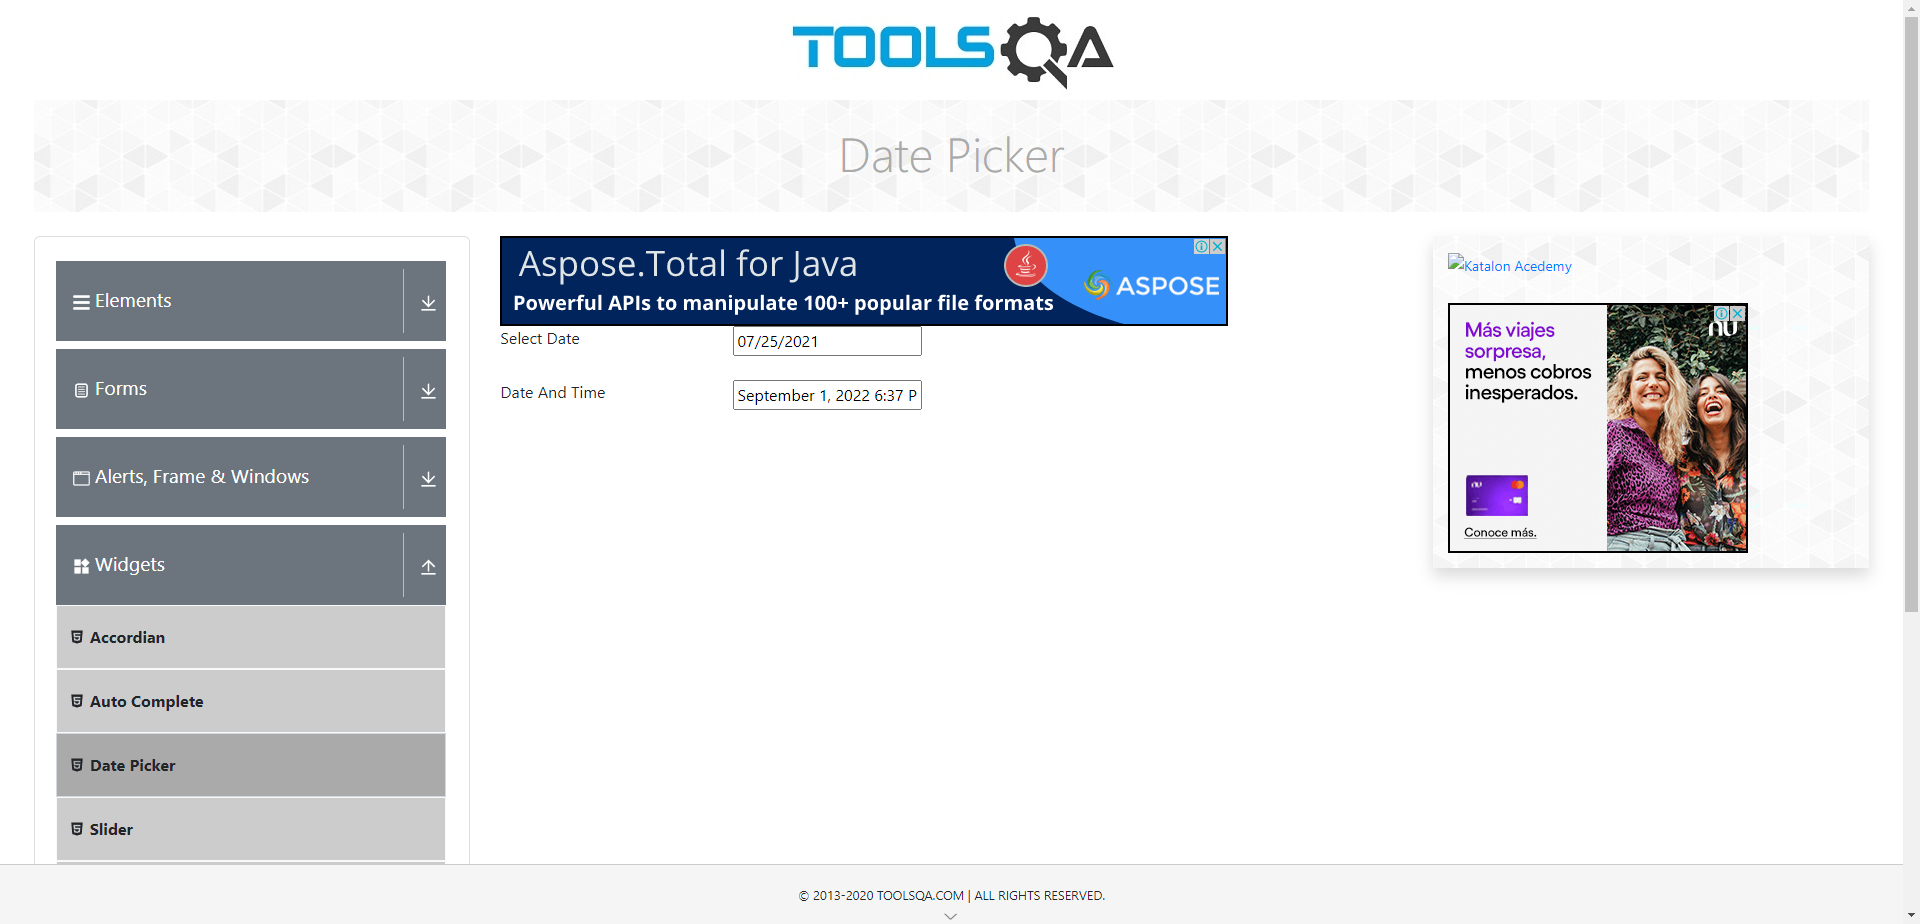 TOOLSQA
Date Picker
Elements
Forms
Alerts, Frame & Windows
Widgets
Accordian
Auto Complete
Date Picker
Slider
Aspose.Total for Java
Powerful APIs to manipulate 100+ popular file formats
ASPOSE
Select Date
07/25/2021
Date And Time
September 1, 2022 6:37 P
Katalon Acedemy
Más viajes
sorpresa,
menos cobros
inesperados.
nu
nu
Conoce más.
© 2013-2020 TOOLSQA.COM | ALL RIGHTS RESERVED.